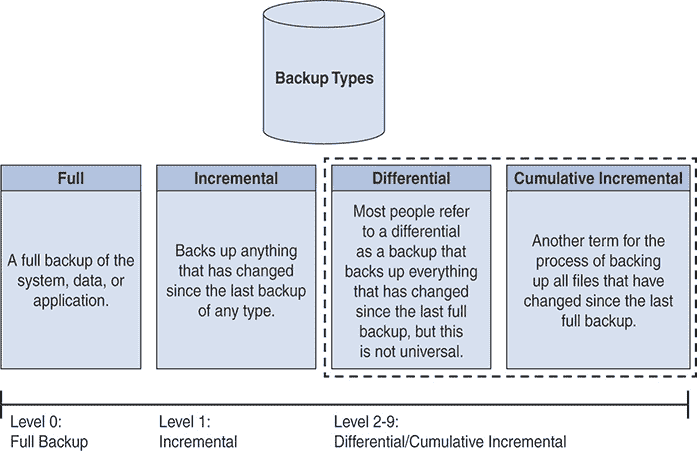 Backup Types
Full
A full backup of the
system, data, or
application.
Incremental
Backs up anything
that has changed
since the last backup
of any type.
Differential
Most people refer
to a differential
as a backup that
backs up everything
that has changed
since the last full
backup, but this
is not universal.
Cumulative Incremental
Another term for the
process of backing
up all files that have
changed since the last
full backup.
Level 0:
Full Backup
Level 1:
Incremental
Level 2-9:
Differential/Cumulative Incremental